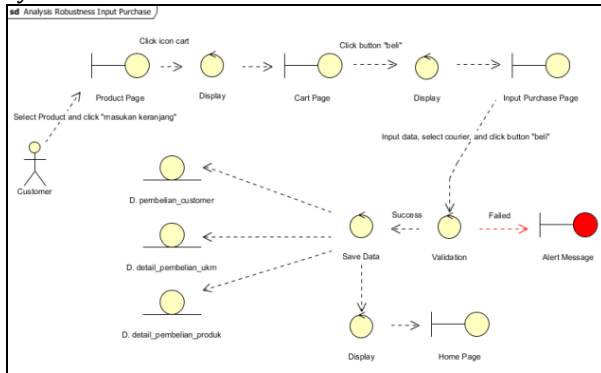 sd Analysis Robustness Input Purchase
Click icon cart
Click button "beli"
Product Page
Display
Cart Page
Display
Input Purchase Page
Select Product and click "masukan keranjang"
Input data, select courier, and click button "beli"
Customer
D. pembelian_customer
Success
Failed
Save Data
Validation
Alert Message
D. detail_pembelian_ukm
D. detail_pembelian_produk
Display
Home Page